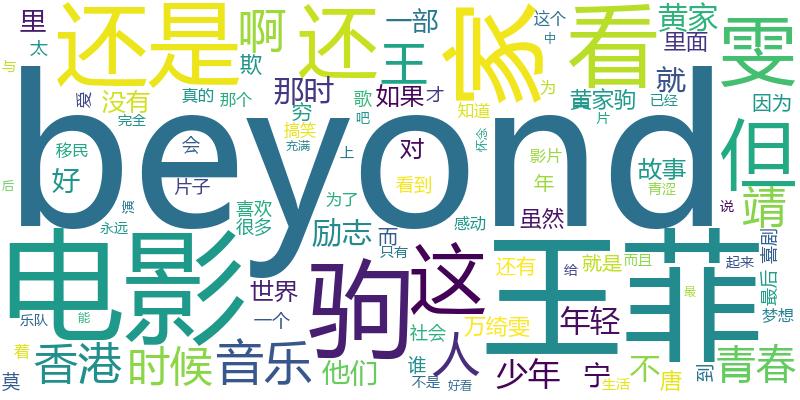 里
还是
啊
还
王
一部
家
看
这个
中
黄家
里面
雯
太
与
爱
没有
欺
真的
那个
那时
穷
歌
吧
如果
才
知道
为
黄家驹
就
已经
片
因为
但
beyond
完全
搞笑
充满
移民
好
会
片子
上
对
看到
怀念
影片
年
故事
青涩
靖
后
永远
演
喜欢
很多
为了
励志
而
只有
感动
虽然
说
电影
驹
这
王菲
还有
给
就是
而且
起来
最
喜剧
最后
世界
一个
乐队
能
万绮雯
年轻
梦想
社会
着
莫
香港
时候
音乐
他们
谁
不是
人
好看
少年
宁
生活
不
唐
到
青春